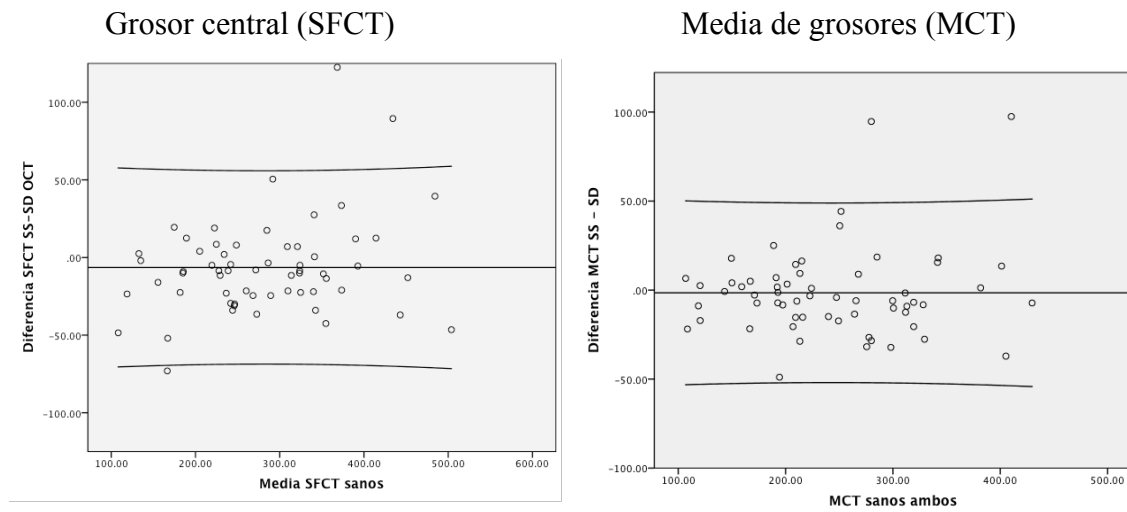 Grosor central (SFCT)
Media de grosores (MCT)
Diferencia SFCT SS-SD OCT
100.00
50.00
.00
-50.00
-100.00
100.00 200.00 300.00 400.00 500.00 600.00
Media SFCT sanos
Diferencia MCT SS - SD
100.00
50.00
.00
-50.00
-100.00
100.00 200.00 300.00 400.00 500.00
MCT sanos ambos